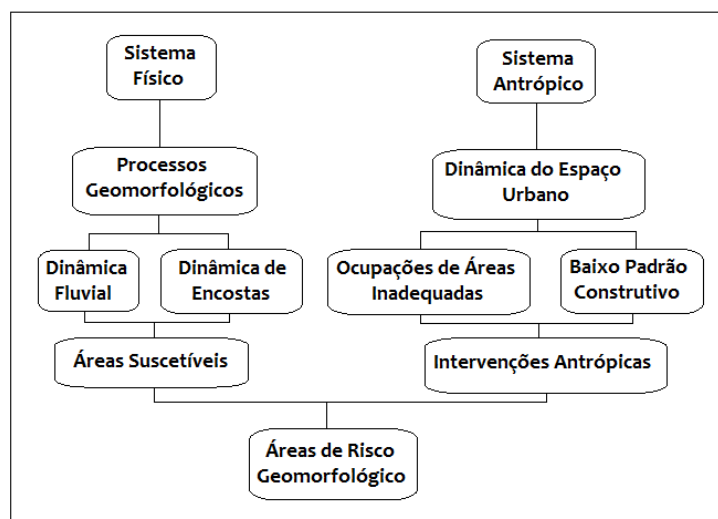 Sistema
Físico
Sistema
Antrópico
Processos
Geomorfológicos
Dinâmica do Espaço
Urbano
Dinâmica
Fluvial
Dinâmica de
Encostas
Ocupações de Áreas
Inadequadas
Baixo Padrão
Construtivo
Áreas Suscetíveis
Intervenções Antrópicas
Áreas de Risco
Geomorfológico